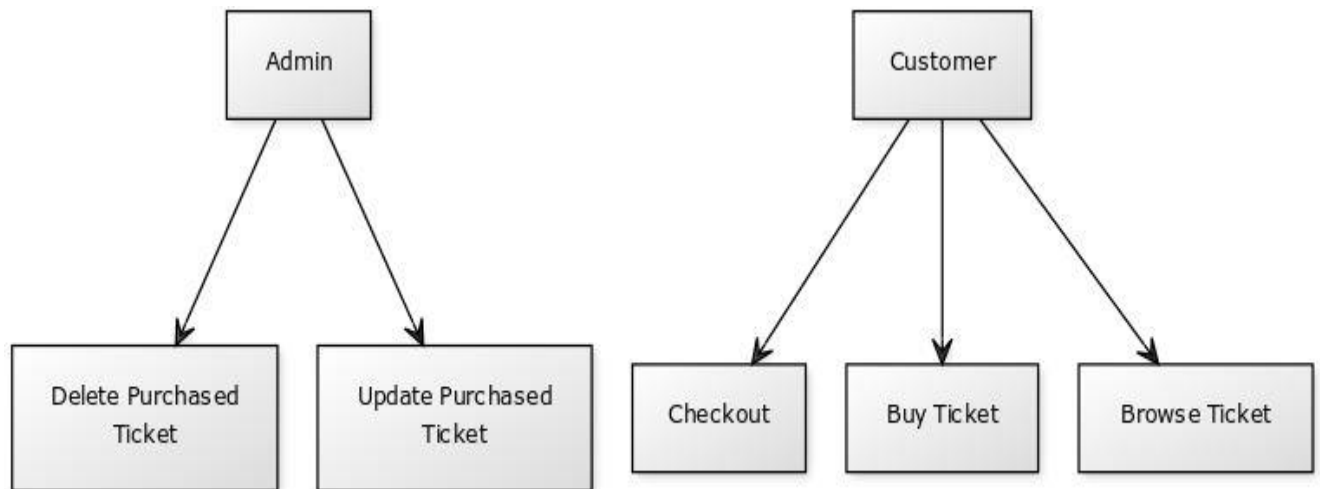 Admin
Customer
Delete Purchased
Ticket
Update Purchased
Ticket
Checkout
Buy Ticket
Browse Ticket